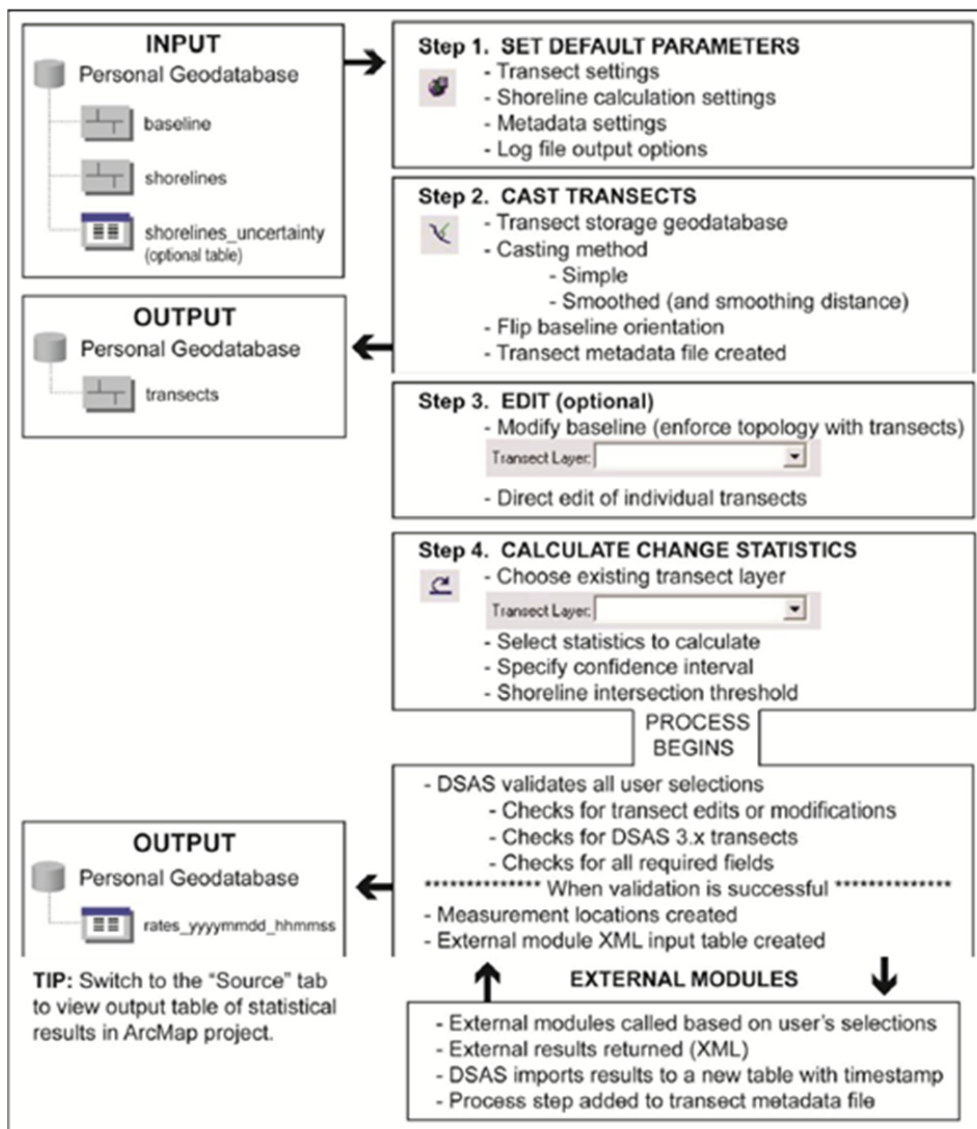 INPUT
Personal Geodatabase
baseline
shorelines
shorelines_uncertainty
(optional table)
Step 1. SET DEFAULT PARAMETERS
- Transect settings
- Shoreline calculation settings
- Metadata settings
- Log file output options
Step 2. CAST TRANSECTS
- Transect storage geodatabase
- Casting method
- Simple
- Smoothed (and smoothing distance)
- Flip baseline orientation
- Transect metadata file created
OUTPUT
Personal Geodatabase
transects
Step 3. EDIT (optional)
- Modify baseline (enforce topology with transects)
Transect Layer:
- Direct edit of individual transects
Step 4. CALCULATE CHANGE STATISTICS
- Choose existing transect layer
Transect Layer:
- Select statistics to calculate
- Specify confidence interval
- Shoreline intersection threshold
PROCESS
BEGINS
- DSAS validates all user selections
- Checks for transect edits or modifications
- Checks for DSAS 3.x transects
- Checks for all required fields
************** When validation is successful **************
- Measurement locations created
- External module XML input table created
OUTPUT
Personal Geodatabase
rates_yyyymmdd_hhmmss
TIP: Switch to the “Source” tab
to view output table of statistical
results in ArcMap project.
EXTERNAL MODULES
- External modules called based on user’s selections
- External results returned (XML)
- DSAS imports results to a new table with timestamp
- Process step added to transect metadata file